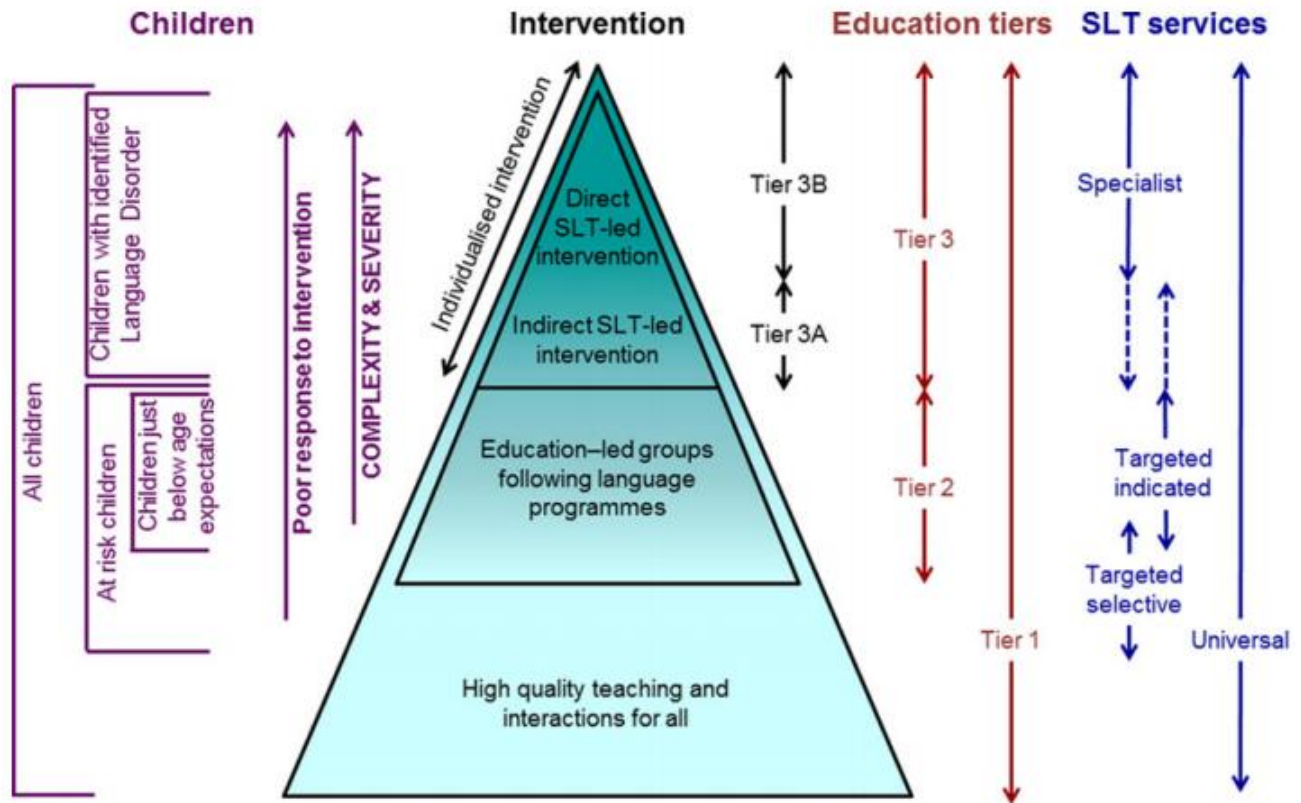 Children
Intervention
Education tiers
SLT services
All children
Children with identified
Language Disorder
At risk children
Children just
below age
expectations
Poor response to intervention
COMPLEXITY & SEVERITY
Individualised intervention
Direct
SLT-led
intervention
Indirect SLT-led
intervention
Education–led groups
following language
programmes
High quality teaching and
interactions for all
Tier 3B
Tier 3A
Tier 3
Tier 2
Tier 1
Specialist
Targeted
indicated
Targeted
selective
Universal